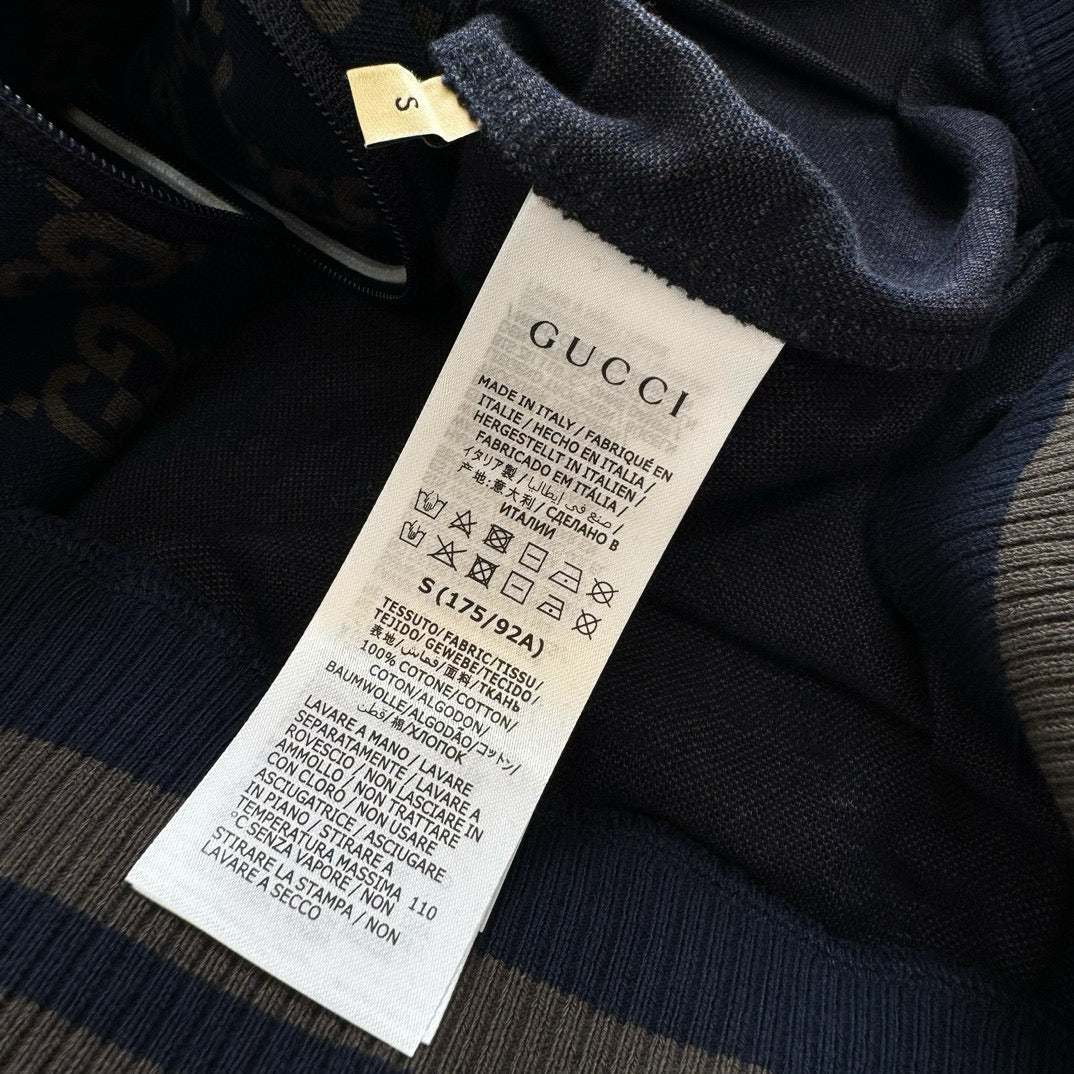 S
GUCCI
MADE IN ITALY / FABRIQUÉ EN
ITALIE / HECHO EN ITALIA /
HERGESTELLT IN ITALIEN /
FABRICADO EM ITÁLIA /
イタリア製 / صنع في إيطاليا /
产地:意大利 / СДЕЛАНО В
ИТАЛИИ
S (175/92A)
TESSUTO/FABRIC/TISSU/
TEJIDO/GEWEBE/TECIDO/
表地/قماش/面料/ТКАНЬ
100% COTONE/COTTON/
COTON/ALGODON/
BAUMWOLLE/ALGODÃO/コットン/
قطن/棉/ХЛОПОК
LAVARE A MANO / LAVARE
SEPARATAMENTE / LAVARE A
ROVESCIO / NON LASCIARE IN
AMMOLLO / NON TRATTARE
CON CLORO / NON USARE
ASCIUGATRICE / ASCIUGARE
IN PIANO / STIRARE A
TEMPERATURA MASSIMA 110
°C SENZA VAPORE / NON
STIRARE LA STAMPA / NON
LAVARE A SECCO